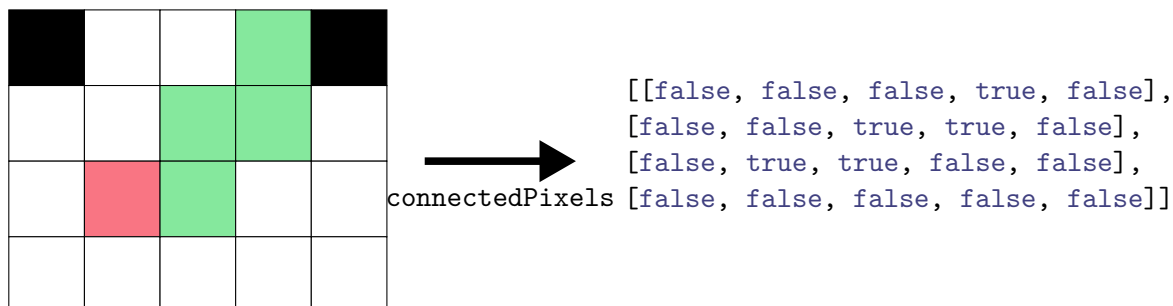 [[false, false, false, true, false],
[false, false, true, true, false],
[false, true, true, false, false],
connectedPixels [false, false, false, false, false]]